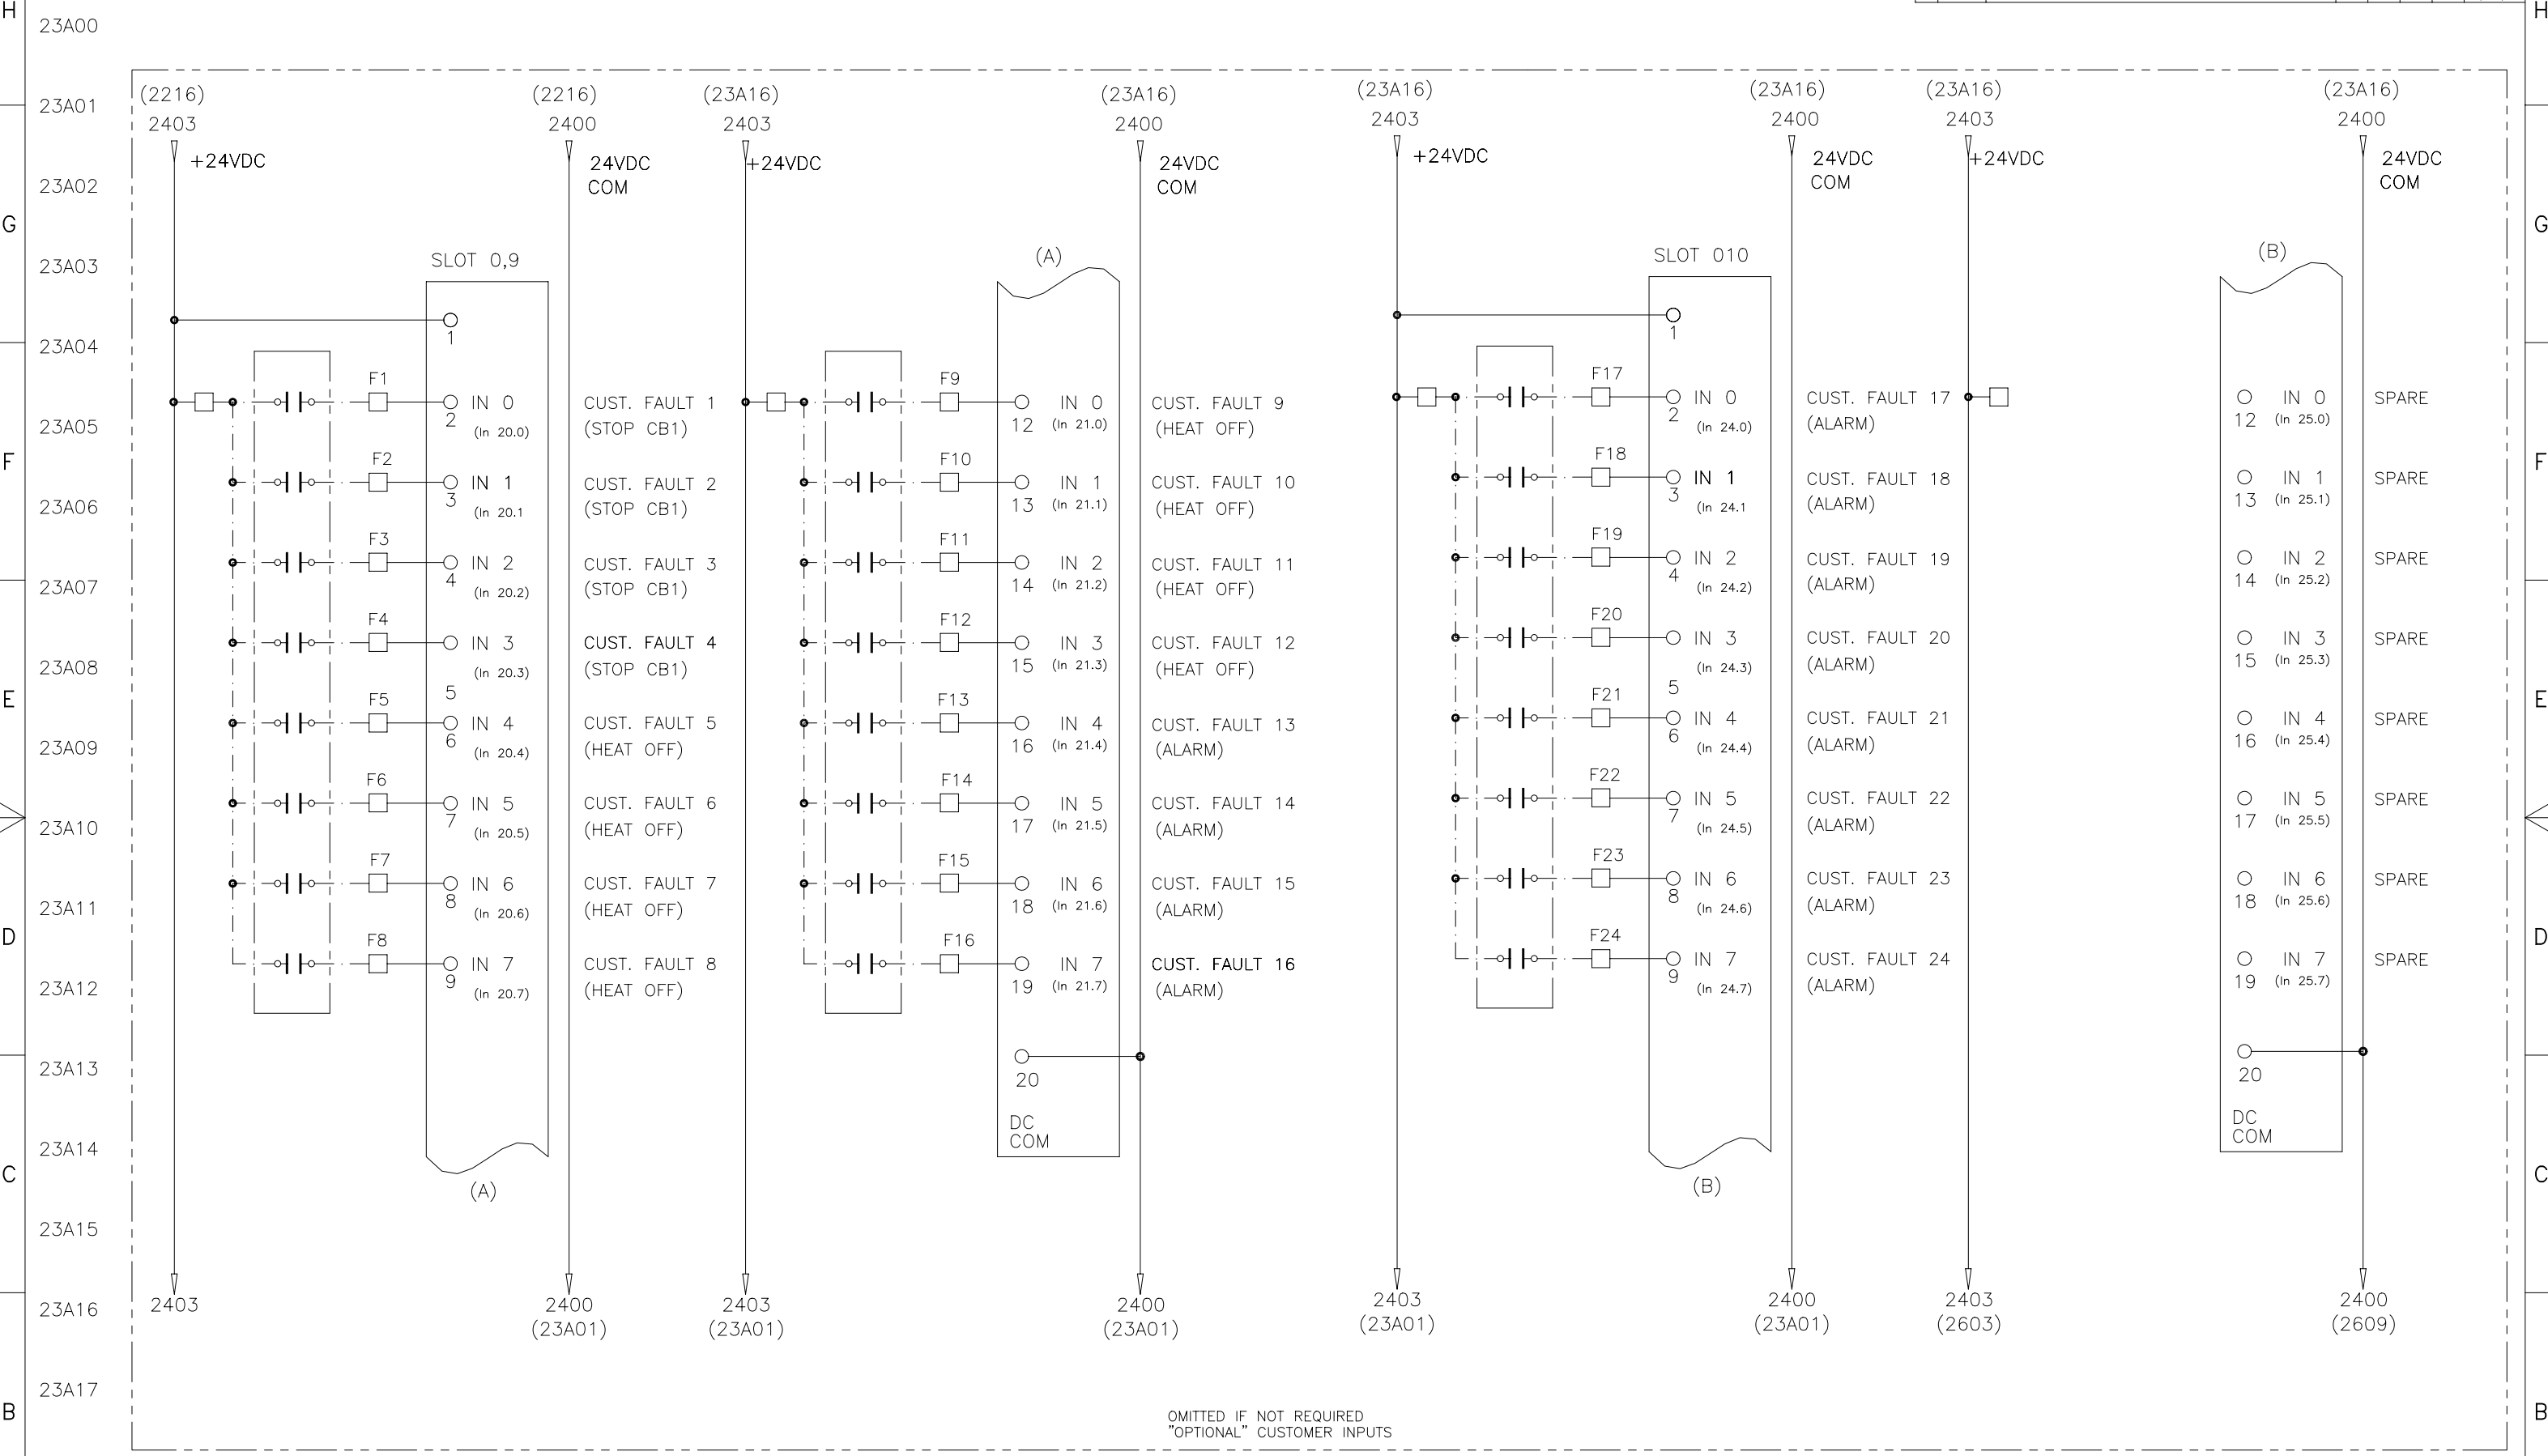 H
H
23A00
23A01
23A02
23A03
23A04
23A05
23A06
23A07
23A08
23A09
23A10
23A11
23A12
23A13
23A14
23A15
23A16
23A17
G
F
E
D
C
B
(2216)
2403
+24VDC
(2216)
2400
24VDC
COM
SLOT 0,9
1
F1
2
IN 0
(In 20.0)
CUST. FAULT 1
(STOP CB1)
F2
3
IN 1
(In 20.1
CUST. FAULT 2
(STOP CB1)
F3
4
IN 2
(In 20.2)
CUST. FAULT 3
(STOP CB1)
F4
IN 3
(In 20.3)
5
CUST. FAULT 4
(STOP CB1)
F5
6
IN 4
(In 20.4)
CUST. FAULT 5
(HEAT OFF)
F6
7
IN 5
(In 20.5)
CUST. FAULT 6
(HEAT OFF)
F7
8
IN 6
(In 20.6)
CUST. FAULT 7
(HEAT OFF)
F8
9
IN 7
(In 20.7)
CUST. FAULT 8
(HEAT OFF)
(A)
2403
2400
(23A01)
(23A16)
2403
+24VDC
(23A16)
2400
24VDC
COM
(A)
F9
12
IN 0
(In 21.0)
CUST. FAULT 9
(HEAT OFF)
F10
13
IN 1
(In 21.1)
CUST. FAULT 10
(HEAT OFF)
F11
14
IN 2
(In 21.2)
CUST. FAULT 11
(HEAT OFF)
F12
15
IN 3
(In 21.3)
CUST. FAULT 12
(HEAT OFF)
F13
16
IN 4
(In 21.4)
CUST. FAULT 13
(ALARM)
F14
17
IN 5
(In 21.5)
CUST. FAULT 14
(ALARM)
F15
18
IN 6
(In 21.6)
CUST. FAULT 15
(ALARM)
F16
19
IN 7
(In 21.7)
CUST. FAULT 16
(ALARM)
20
DC
COM
2403
(23A01)
2400
(23A01)
(23A16)
2403
+24VDC
(23A16)
2400
24VDC
COM
SLOT 010
1
F17
2
IN 0
(In 24.0)
CUST. FAULT 17
(ALARM)
F18
3
IN 1
(In 24.1
CUST. FAULT 18
(ALARM)
F19
4
IN 2
(In 24.2)
CUST. FAULT 19
(ALARM)
F20
IN 3
(In 24.3)
5
CUST. FAULT 20
(ALARM)
F21
6
IN 4
(In 24.4)
CUST. FAULT 21
(ALARM)
F22
7
IN 5
(In 24.5)
CUST. FAULT 22
(ALARM)
F23
8
IN 6
(In 24.6)
CUST. FAULT 23
(ALARM)
F24
9
IN 7
(In 24.7)
CUST. FAULT 24
(ALARM)
(B)
2403
(23A01)
2400
(23A01)
(23A16)
2403
+24VDC
(23A16)
2400
24VDC
COM
(B)
12
IN 0
(In 25.0)
SPARE
13
IN 1
(In 25.1)
SPARE
14
IN 2
(In 25.2)
SPARE
15
IN 3
(In 25.3)
SPARE
16
IN 4
(In 25.4)
SPARE
17
IN 5
(In 25.5)
SPARE
18
IN 6
(In 25.6)
SPARE
19
IN 7
(In 25.7)
SPARE
20
DC
COM
2403
(2603)
2400
(2609)
OMITTED IF NOT REQUIRED
"OPTIONAL" CUSTOMER INPUTS
G
F
E
D
C
B